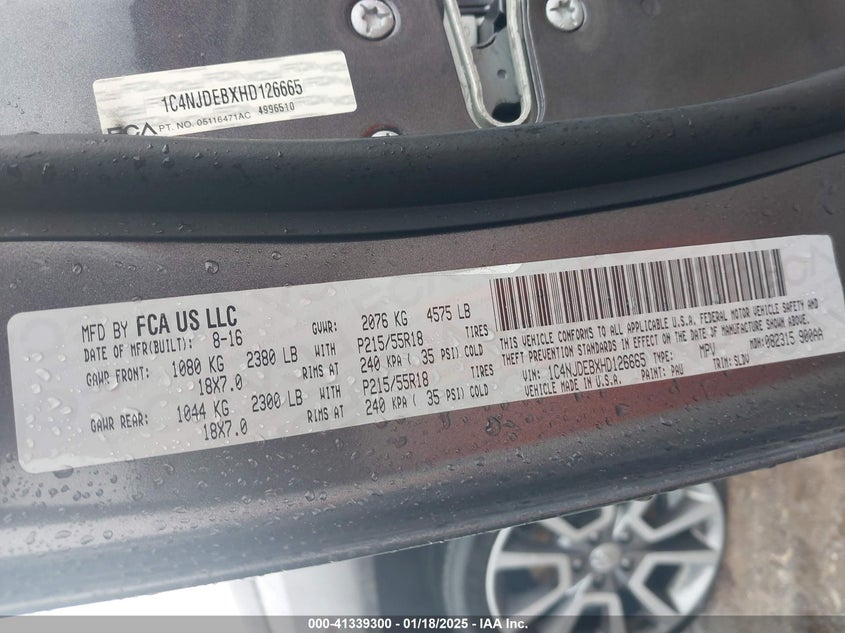 1C4NJDEBXHD126665
FCA PT. NO. 05116471AC 4996510
MFD BY FCA US LLC
DATE OF MFR(BUILT): 8-16 GVWR: 2076 KG 4575 LB
GAWR FRONT: 1080 KG 2380 LB WITH P215/55R18 TIRES
18X7.0 RIMS AT 240 KPA ( 35 PSI) COLD
GAWR REAR: 1044 KG 2300 LB WITH P215/55R18 TIRES
18X7.0 RIMS AT 240 KPA ( 35 PSI) COLD
THIS VEHICLE CONFORMS TO ALL APPLICABLE U.S.A. FEDERAL MOTOR VEHICLE SAFETY AND
THEFT PREVENTION STANDARDS IN EFFECT ON THE DATE OF MANUFACTURE SHOWN ABOVE.
MADE IN U.S.A. MDH: 082315 900AA
VIN: 1C4NJDEBXHD126665 TYPE: MPV
PAINT: PAU TRIM: SLDV
000-41339300 - 01/18/2025 - IAA Inc.